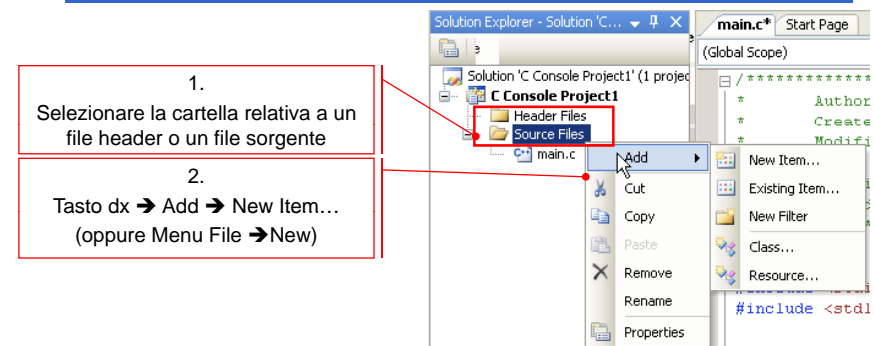 Solution Explorer - Solution 'C...
main.c* Start Page
(Global Scope)
1.
Selezionare la cartella relativa a un
file header o un file sorgente
2.
Tasto dx ➔ Add ➔ New Item…
(oppure Menu File ➔New)
Solution 'C Console Project1' (1 projec
C Console Project1
Header Files
Source Files
main.c
/*************
* Author
* Create
* Modifi
Add
Cut
Copy
Paste
Remove
Rename
Properties
New Item...
Existing Item...
New Filter
Class...
Resource...
#include <stdl